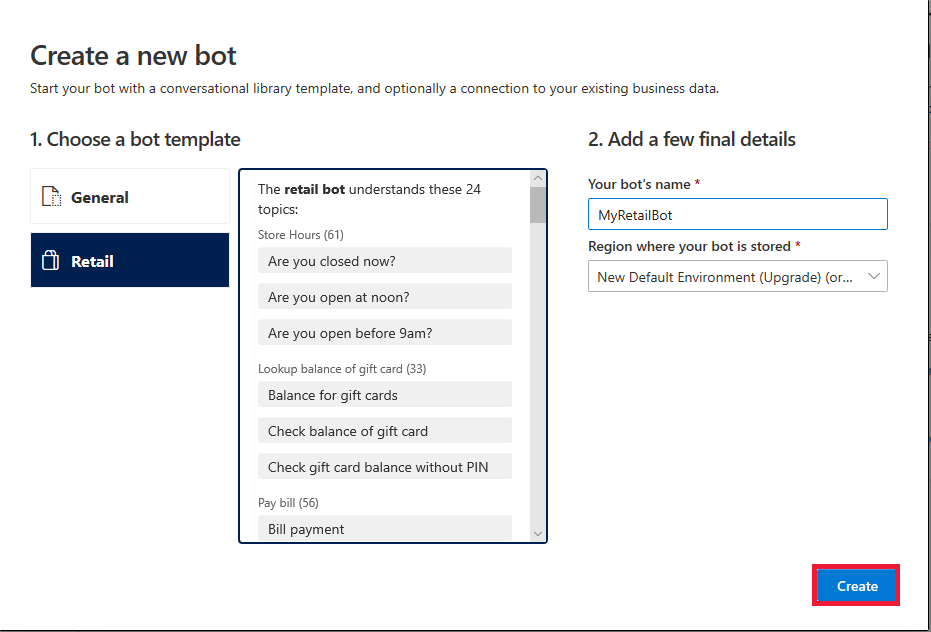 Create a new bot
Start your bot with a conversational library template, and optionally a connection to your existing business data.
1. Choose a bot template
General
Retail
The retail bot understands these 24
topics:
Store Hours (61)
Are you closed now?
Are you open at noon?
Are you open before 9am?
Lookup balance of gift card (33)
Balance for gift cards
Check balance of gift card
Check gift card balance without PIN
Pay bill (56)
Bill payment
2. Add a few final details
Your bot's name *
MyRetailBot
Region where your bot is stored *
New Default Environment (Upgrade) (or...
Create